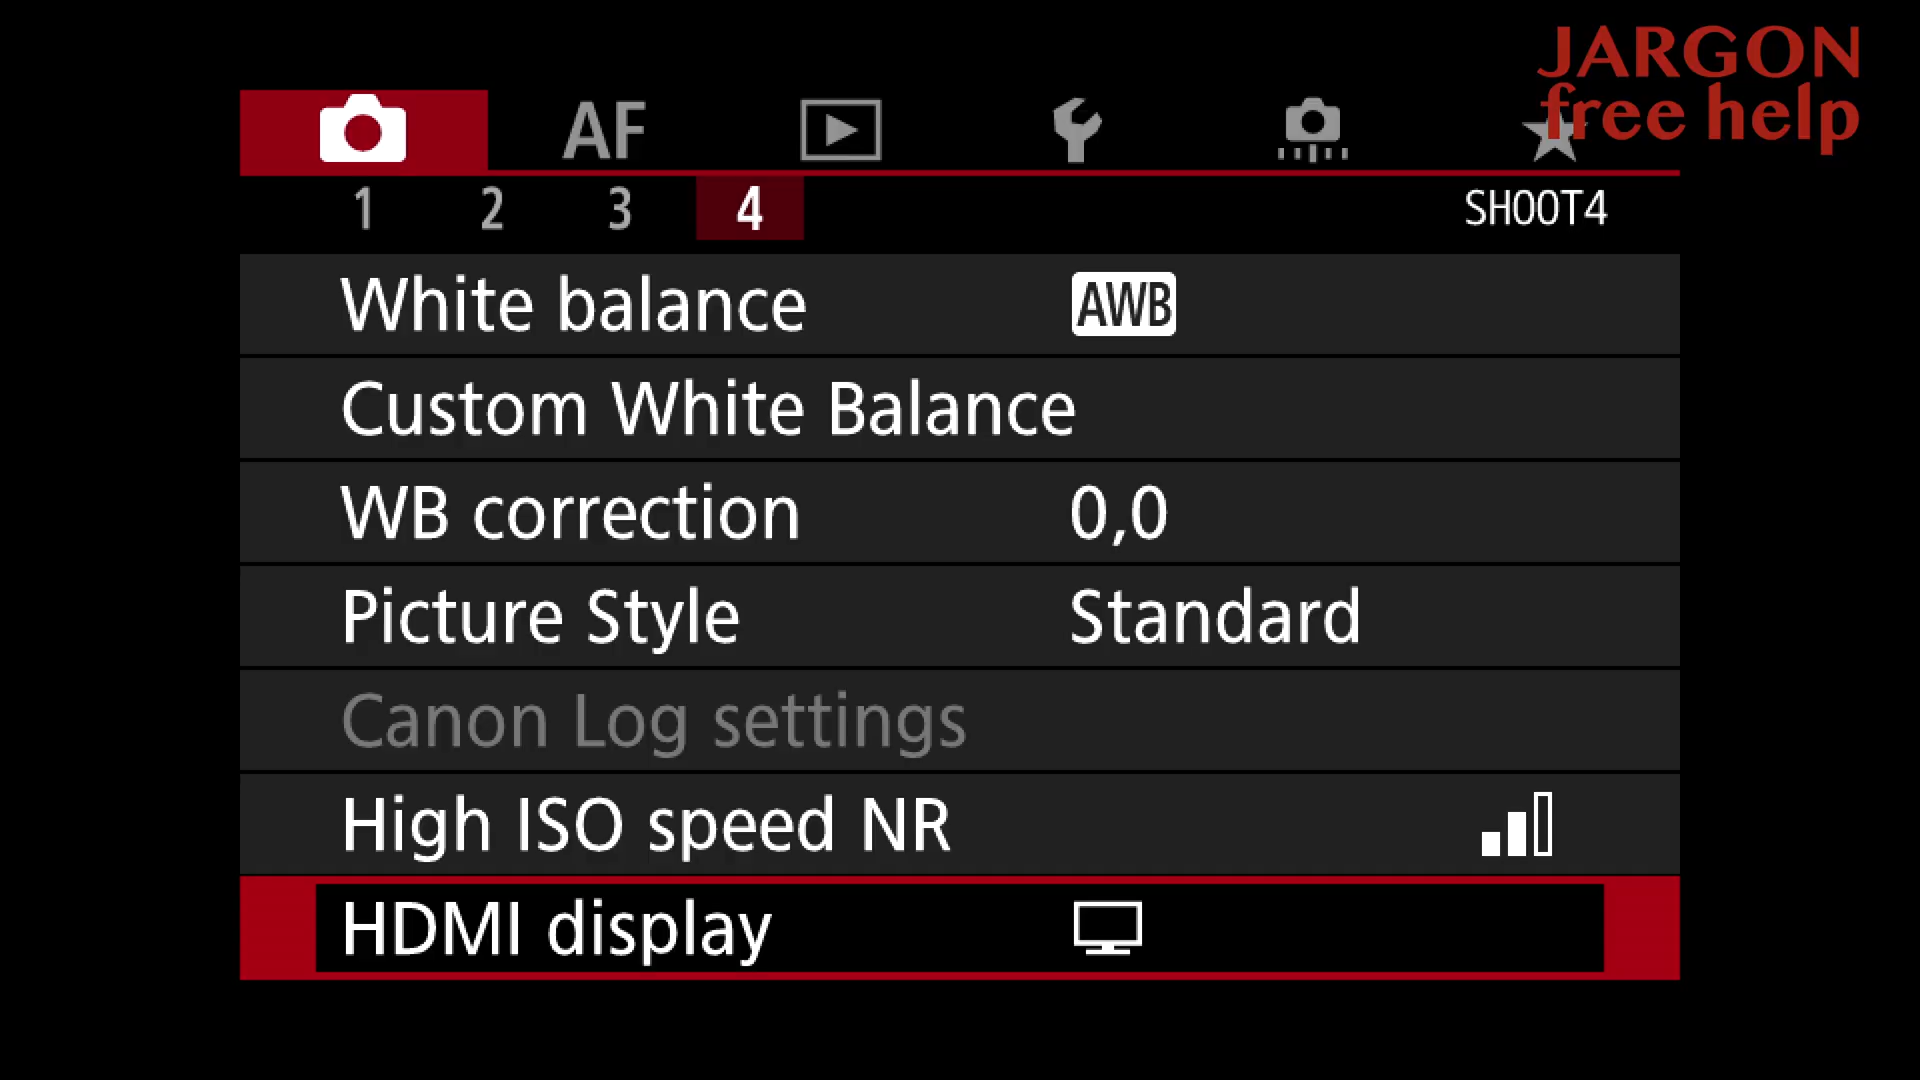 JARGON
free help
AF
1 2 3 4 SHOOT4
White balance AWB
Custom White Balance
WB correction 0,0
Picture Style Standard
Canon Log settings
High ISO speed NR
HDMI display